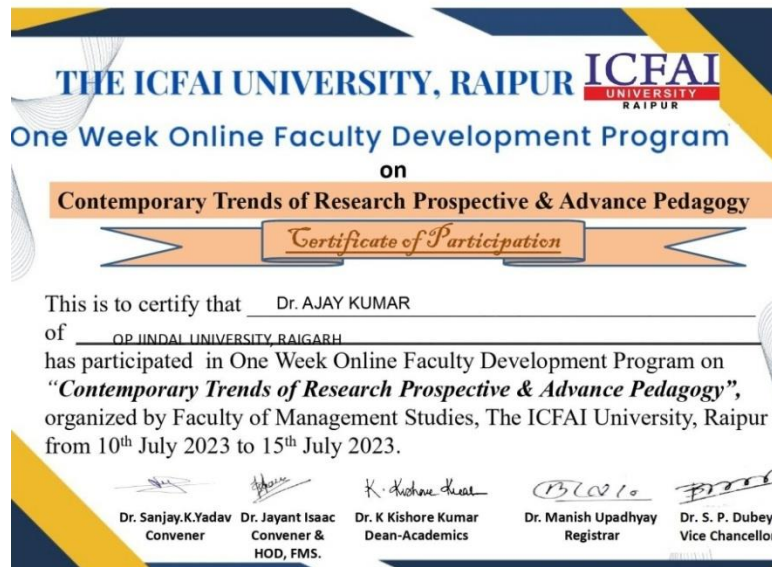 THE ICFAI UNIVERSITY, RAIPUR
ICFAI
UNIVERSITY
RAIPUR
One Week Online Faculty Development Program
on
Contemporary Trends of Research Prospective & Advance Pedagogy
Certificate of Participation
This is to certify that Dr. AJAY KUMAR
of OP JINDAL UNIVERSITY, RAIGARH
has participated in One Week Online Faculty Development Program on
“Contemporary Trends of Research Prospective & Advance Pedagogy”,
organized by Faculty of Management Studies, The ICFAI University, Raipur
from 10th July 2023 to 15th July 2023.
K. Kishore Kumar
Dr. Sanjay.K.Yadav Dr. Jayant Isaac Dr. K Kishore Kumar Dr. Manish Upadhyay Dr. S. P. Dubey
Convener Convener & Dean-Academics Registrar Vice Chancellor
HOD, FMS.